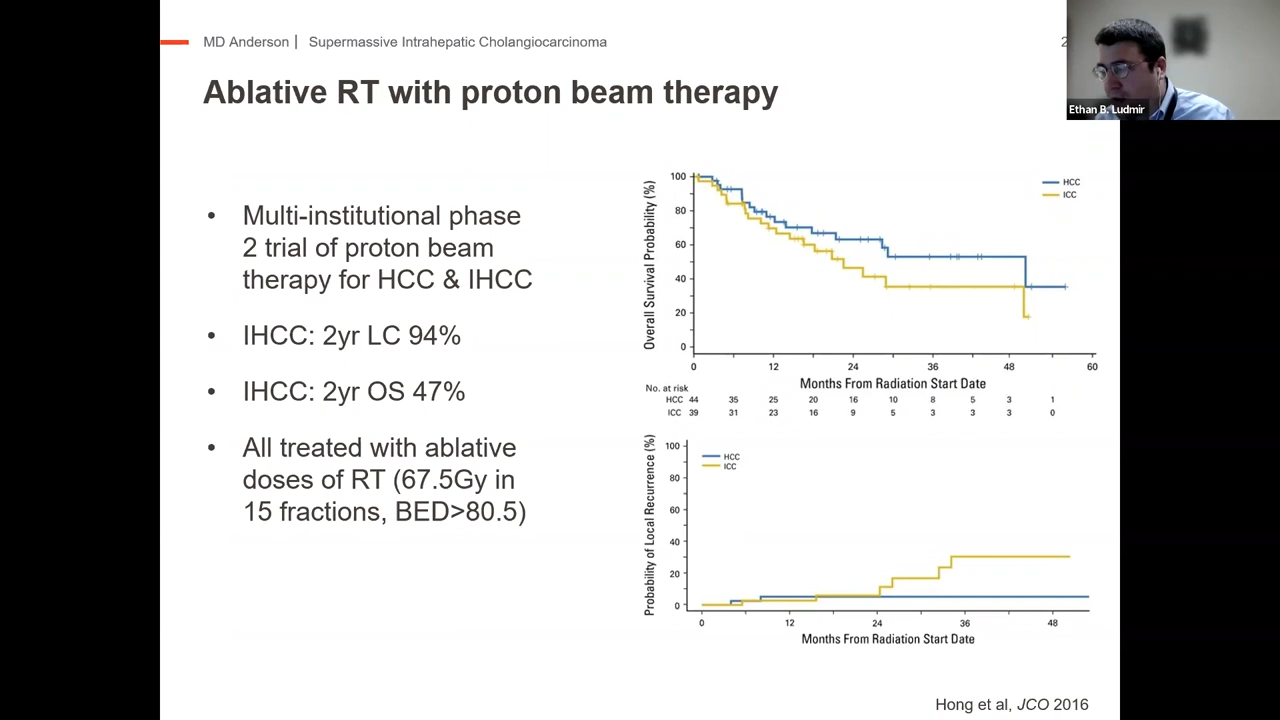 MD Anderson | Supermassive Intrahepatic Cholangiocarcinoma
2
Ethan B. Ludmir
Ablative RT with proton beam therapy
• Multi-institutional phase
2 trial of proton beam
therapy for HCC & IHCC
• IHCC: 2yr LC 94%
• IHCC: 2yr OS 47%
• All treated with ablative
doses of RT (67.5Gy in
15 fractions, BED>80.5)
Overall Survival Probability (%)
100
80
60
40
20
0
HCC
ICC
0 12 24 36 48 60
Months From Radiation Start Date
No. at risk
HCC 44 35 25 20 16 10 8 5 3 1
ICC 39 31 23 16 9 5 3 3 3 0
Probability of Local Recurrence (%)
100
80
60
40
20
0
HCC
ICC
0 12 24 36 48
Months From Radiation Start Date
Hong et al, JCO 2016